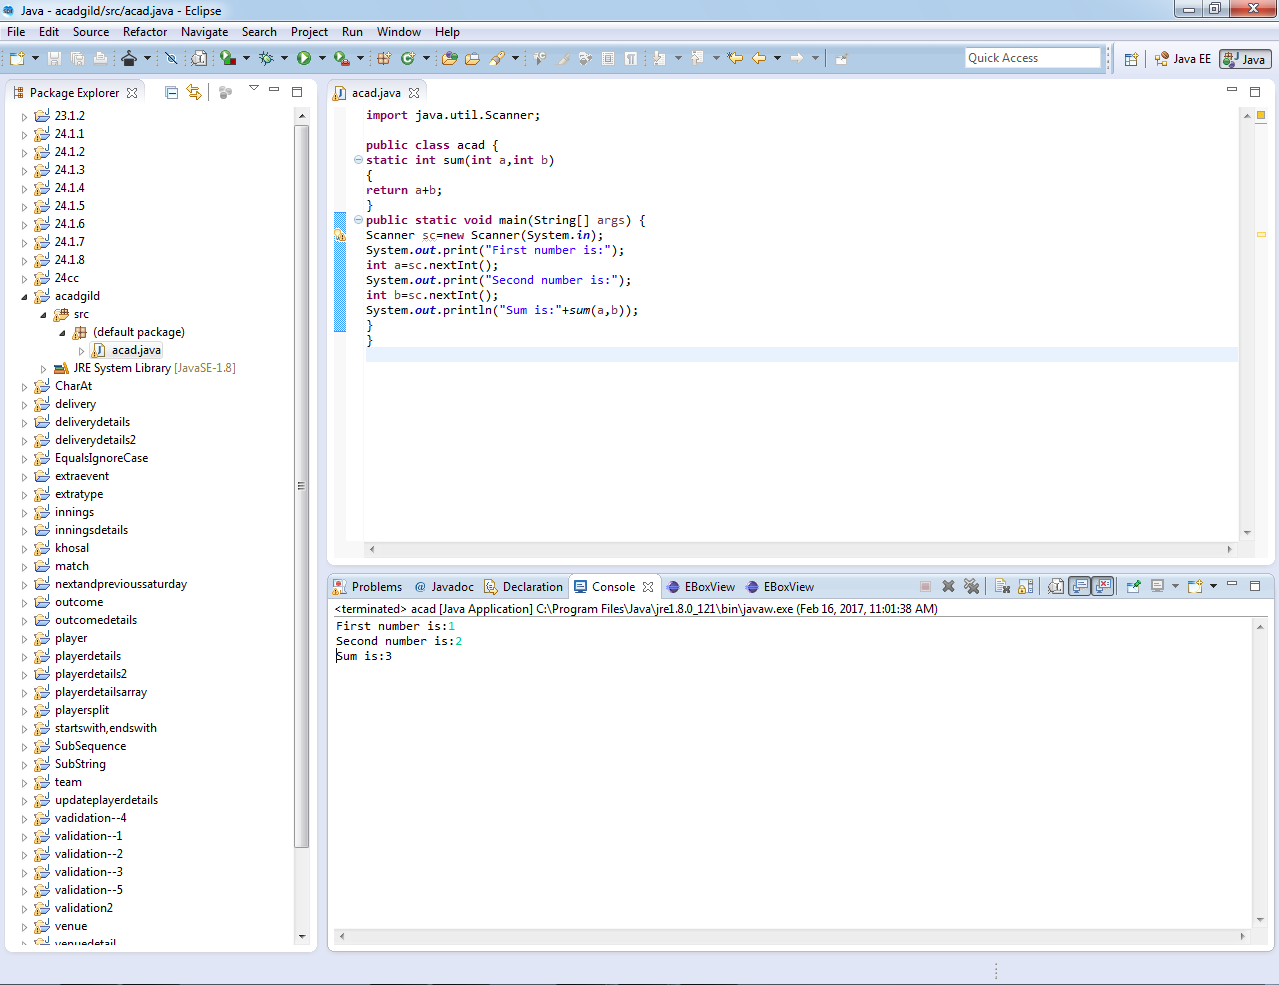 Java - acadgild/src/acad.java - Eclipse
File Edit Source Refactor Navigate Search Project Run Window Help
Quick Access
Java EE
Java
Package Explorer
23.1.2
24.1.1
24.1.2
24.1.3
24.1.4
24.1.5
24.1.6
24.1.7
24.1.8
24cc
acadgild
src
(default package)
acad.java
JRE System Library [JavaSE-1.8]
CharAt
delivery
deliverydetails
deliverydetails2
EqualsIgnoreCase
extraevent
extratype
innings
inningsdetails
khosal
match
nextandprevioussaturday
outcome
outcomedetails
player
playerdetails
playerdetails2
playerdetailsarray
playersplit
startswith,endswith
SubSequence
SubString
team
updateplayerdetails
vadidation--4
validation--1
validation--2
validation--3
validation--5
validation2
venue
venuedetail
acad.java
import java.util.Scanner;
public class acad {
static int sum(int a,int b)
{
return a+b;
}
public static void main(String[] args) {
Scanner sc=new Scanner(System.in);
System.out.print("First number is:");
int a=sc.nextInt();
System.out.print("Second number is:");
int b=sc.nextInt();
System.out.println("Sum is:"+sum(a,b));
}
}
Problems @ Javadoc Declaration Console EBoxView EBoxView
<terminated> acad [Java Application] C:\Program Files\Java\jre1.8.0_121\bin\javaw.exe (Feb 16, 2017, 11:01:38 AM)
First number is:1
Second number is:2
Sum is:3